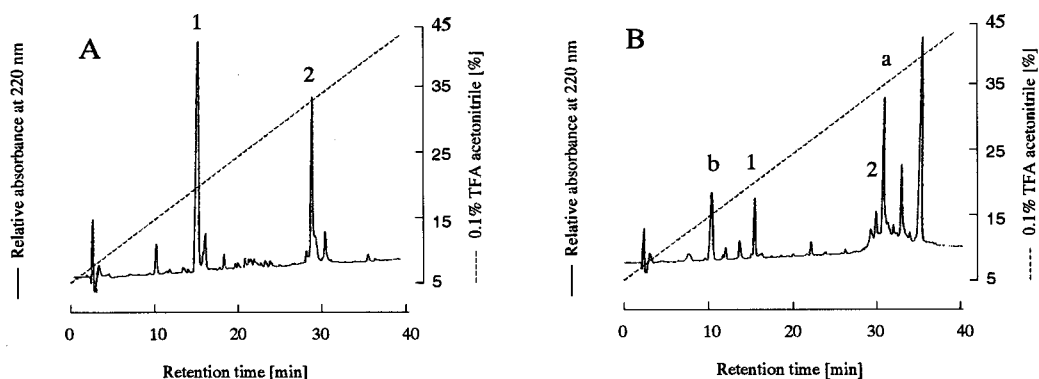 A
1
2
Relative absorbance at 220 nm
45
35
25
15
5
0.1% TFA acetonitrile [%]
0 10 20 30 40
Retention time [min]
B
b
1
2
a
Relative absorbance at 220 nm
45
35
25
15
5
0.1% TFA acetonitrile [%]
0 10 20 30 40
Retention time [min]